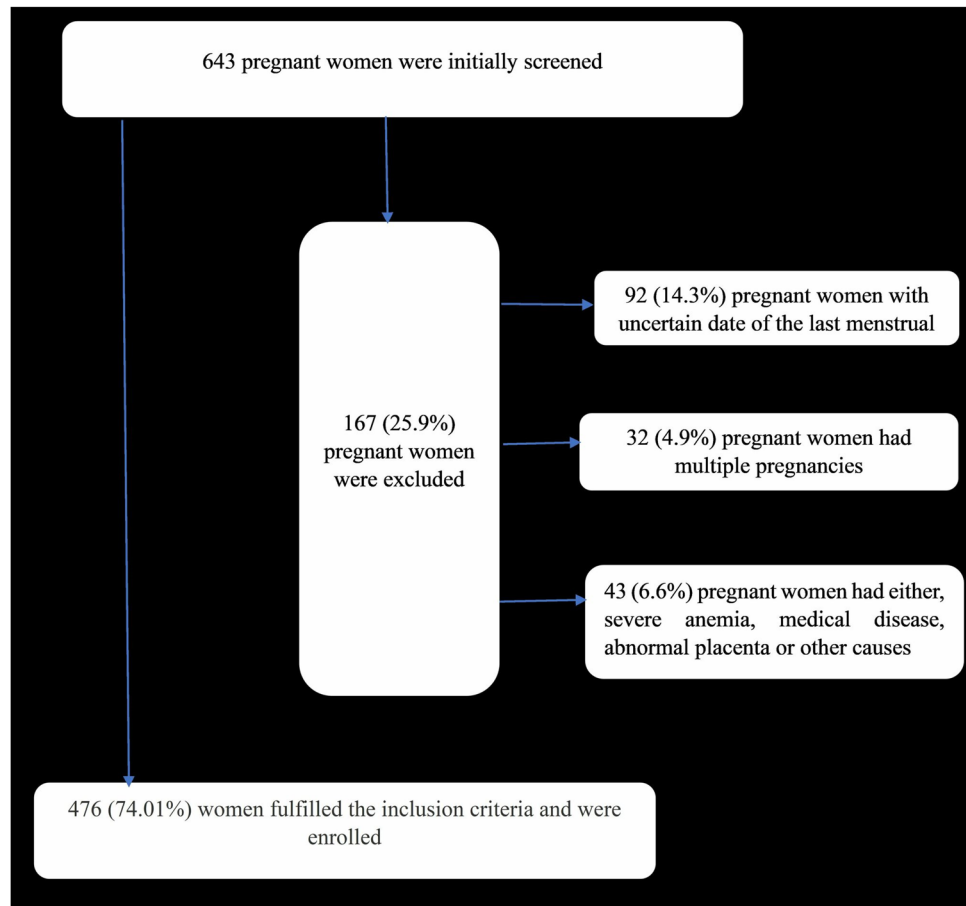 643 pregnant women were initially screened
167 (25.9%)
pregnant women
were excluded
92 (14.3%) pregnant women with
uncertain date of the last menstrual
32 (4.9%) pregnant women had
multiple pregnancies
43 (6.6%) pregnant women had either,
severe anemia, medical disease,
abnormal placenta or other causes
476 (74.01%) women fulfilled the inclusion criteria and were
enrolled